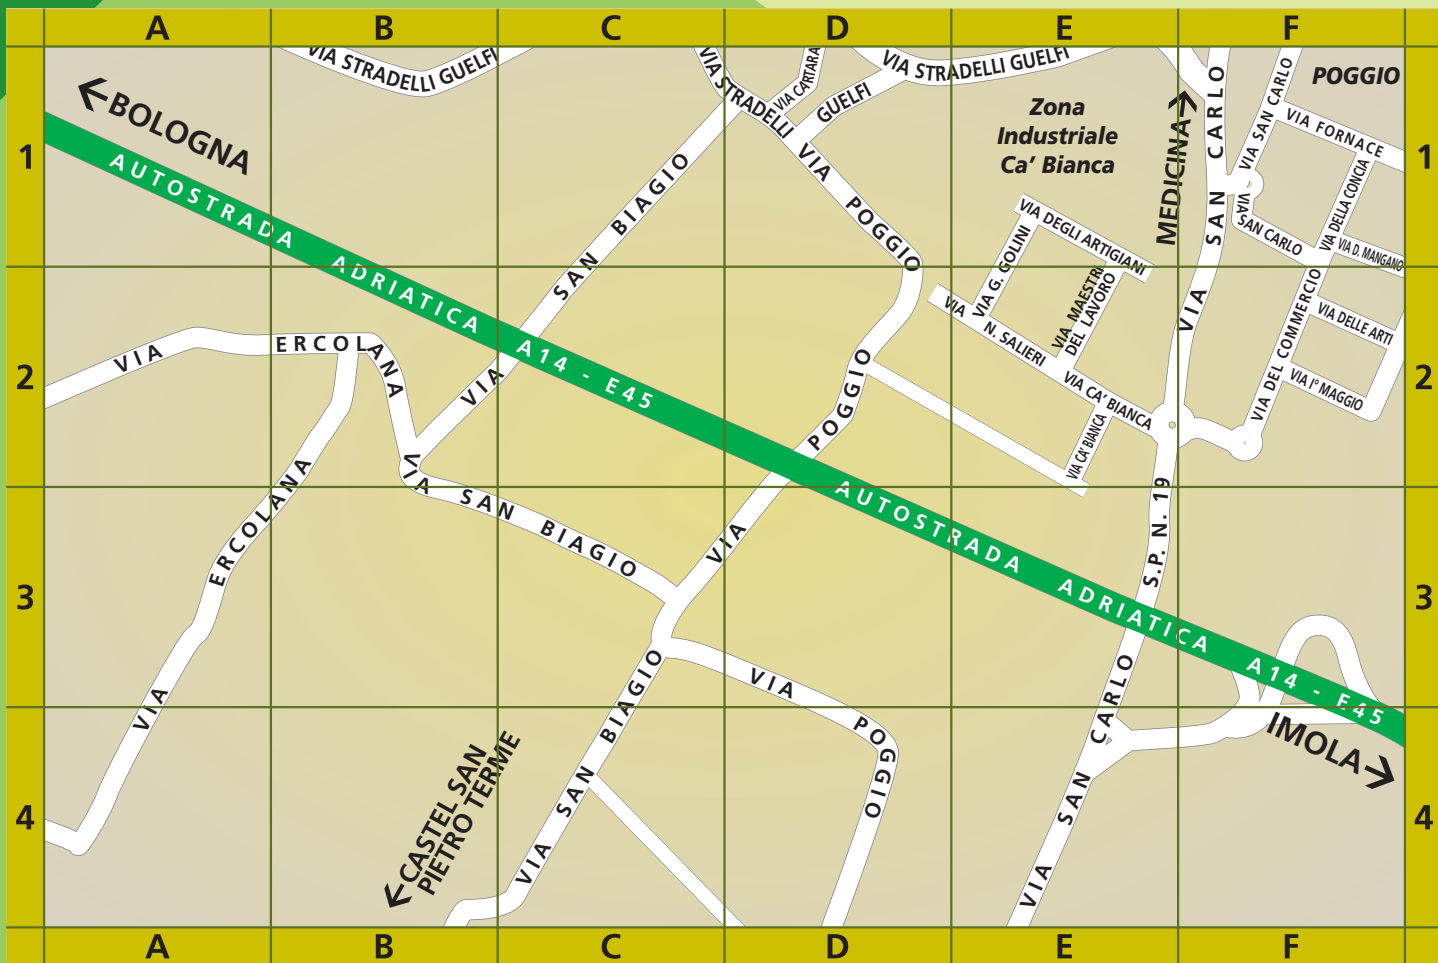 A B C D E F
1
1
2
2
3
3
4
4
VIA STRADELLI GUELFI
VIA STRADELLI
VIA CARTARA
GUELFI
VIA STRADELLI GUELFI
POGGIO
Zona
Industriale
Ca' Bianca
← BOLOGNA
MEDICINA →
AUTOSTRADA ADRIATICA A14 - E45
AUTOSTRADA ADRIATICA A14 - E45
VIA SAN BIAGIO
VIA POGGIO
VIA SAN CARLO
VIA SAN CARLO
VIA FORNACE
VIA DELLA CONCIA
VIA
SAN CARLO
VIA D. MANGANO
VIA DEGLI ARTIGIANI
VIA G. GOLINI
VIA MAESTRI
DEL LAVORO
VIA N. SALIERI
VIA CA' BIANCA
VIA CA' BIANCA
VIA DEL COMMERCIO
VIA DELLE ARTI
VIA I° MAGGIO
VIA ERCOLANA
VIA ERCOLANA
VIA SAN BIAGIO
VIA POGGIO
S.P. N. 19
VIA SAN BIAGIO
VIA POGGIO
VIA SAN CARLO
IMOLA →
← CASTEL SAN
PIETRO TERME
A B C D E F